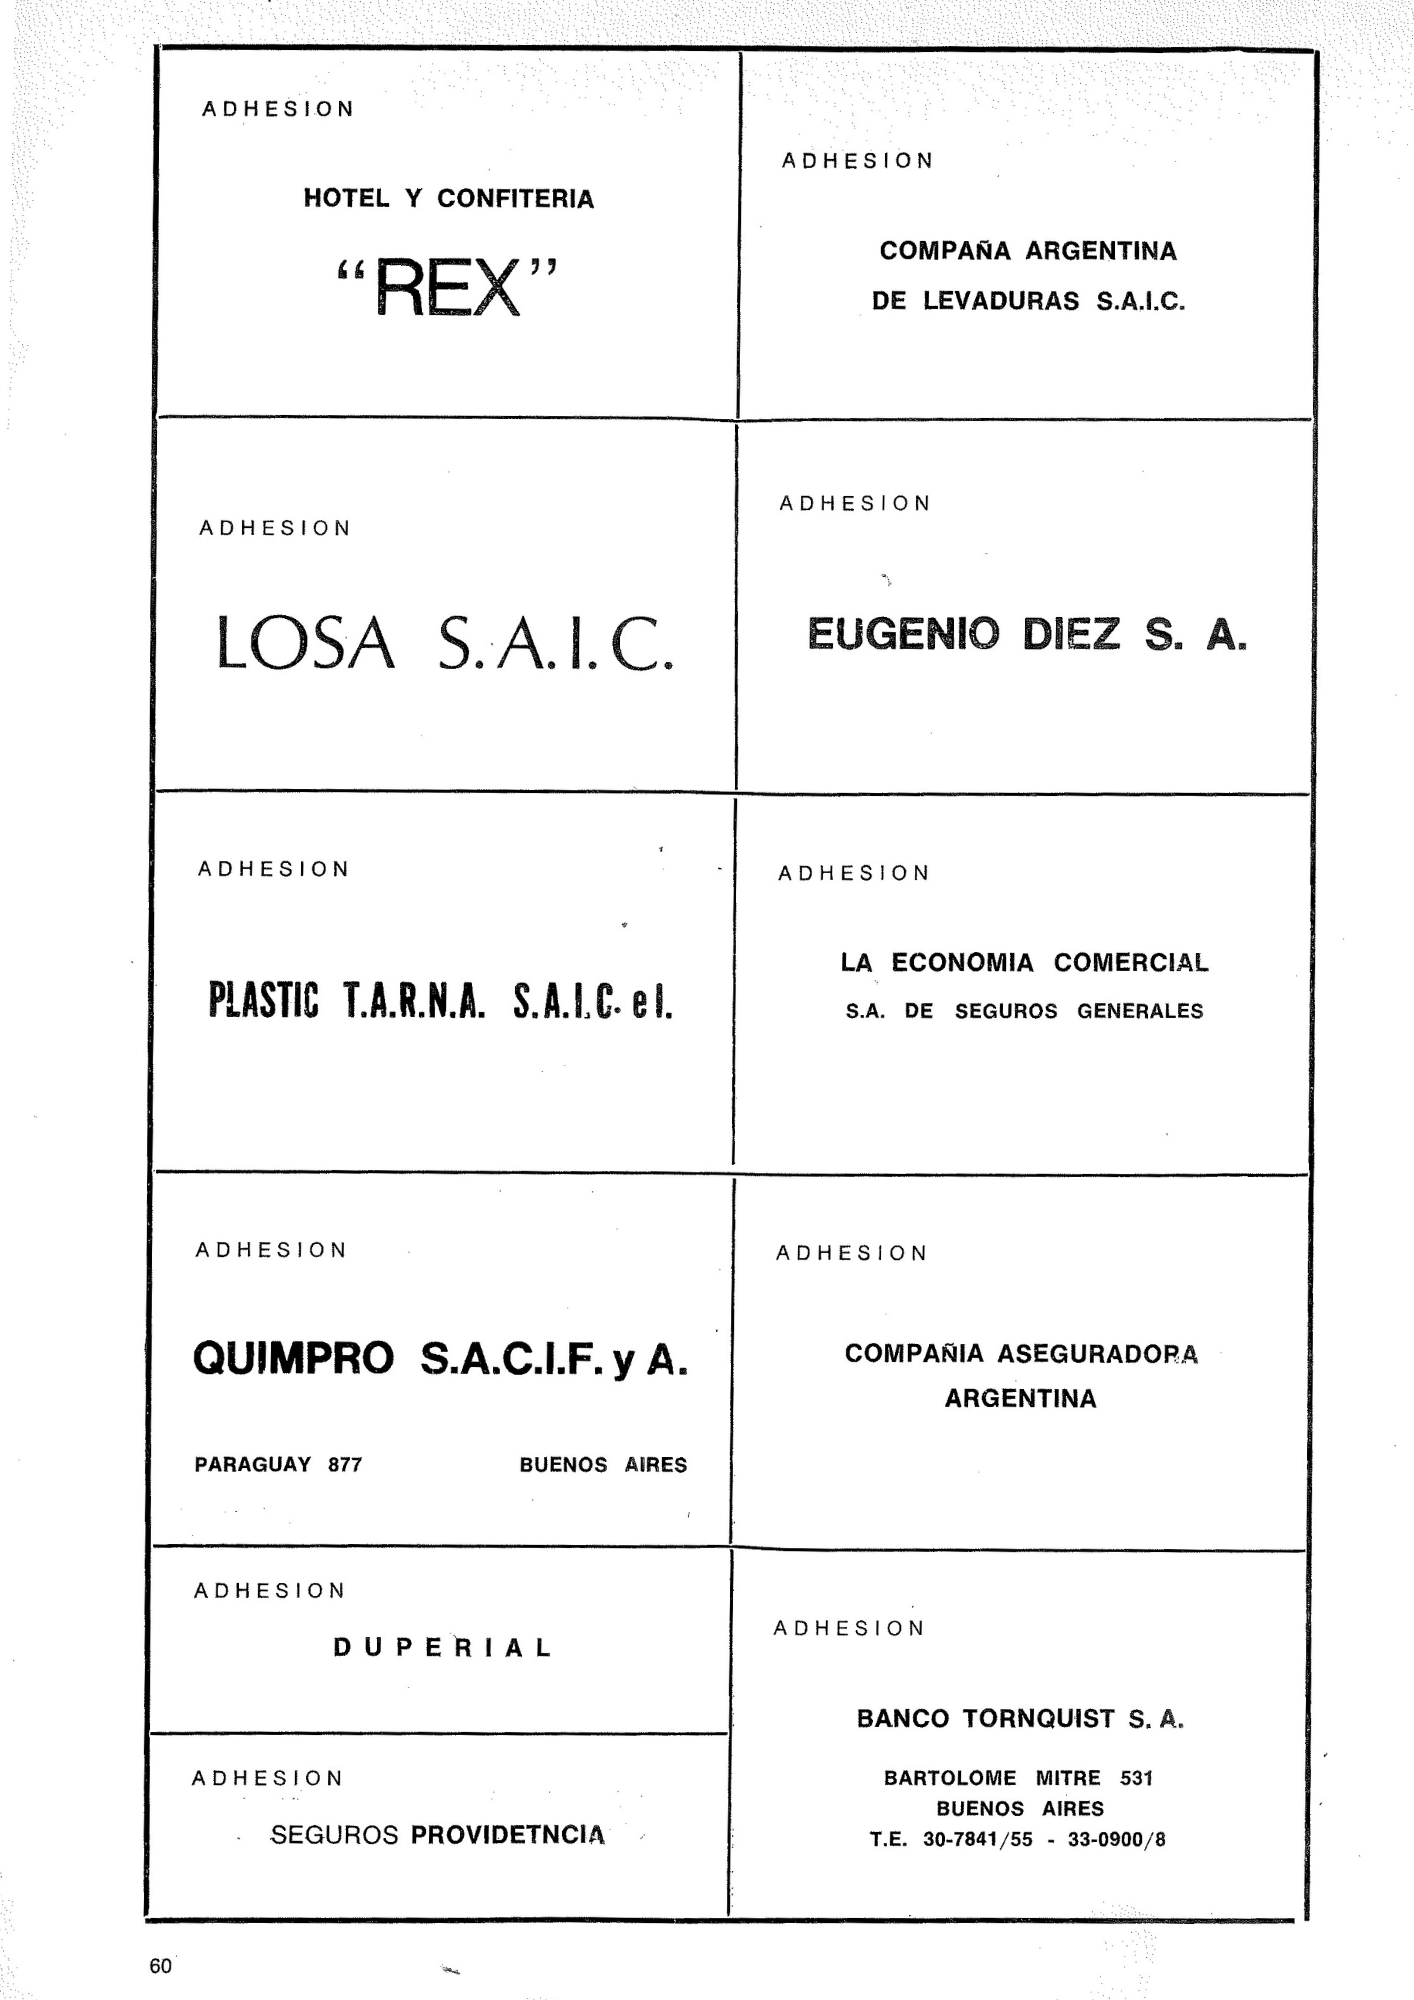 ADHESION
HOTEL Y CONFITERIA
“REX”
ADHESION
COMPAÑA ARGENTINA
DE LEVADURAS S.A.I.C.
ADHESION
LOSA S.A.I.C.
ADHESION
EUGENIO DIEZ S. A.
ADHESION
PLASTIC T.A.R.N.A. S.A.I.C. e I.
ADHESION
LA ECONOMIA COMERCIAL
S.A. DE SEGUROS GENERALES
ADHESION
QUIMPRO S.A.C.I.F. y A.
PARAGUAY 877 BUENOS AIRES
ADHESION
COMPAÑIA ASEGURADORA
ARGENTINA
ADHESION
DUPERIAL
ADHESION
SEGUROS PROVIDETNCIA
ADHESION
BANCO TORNQUIST S. A.
BARTOLOME MITRE 531
BUENOS AIRES
T.E. 30-7841/55 - 33-0900/8
60